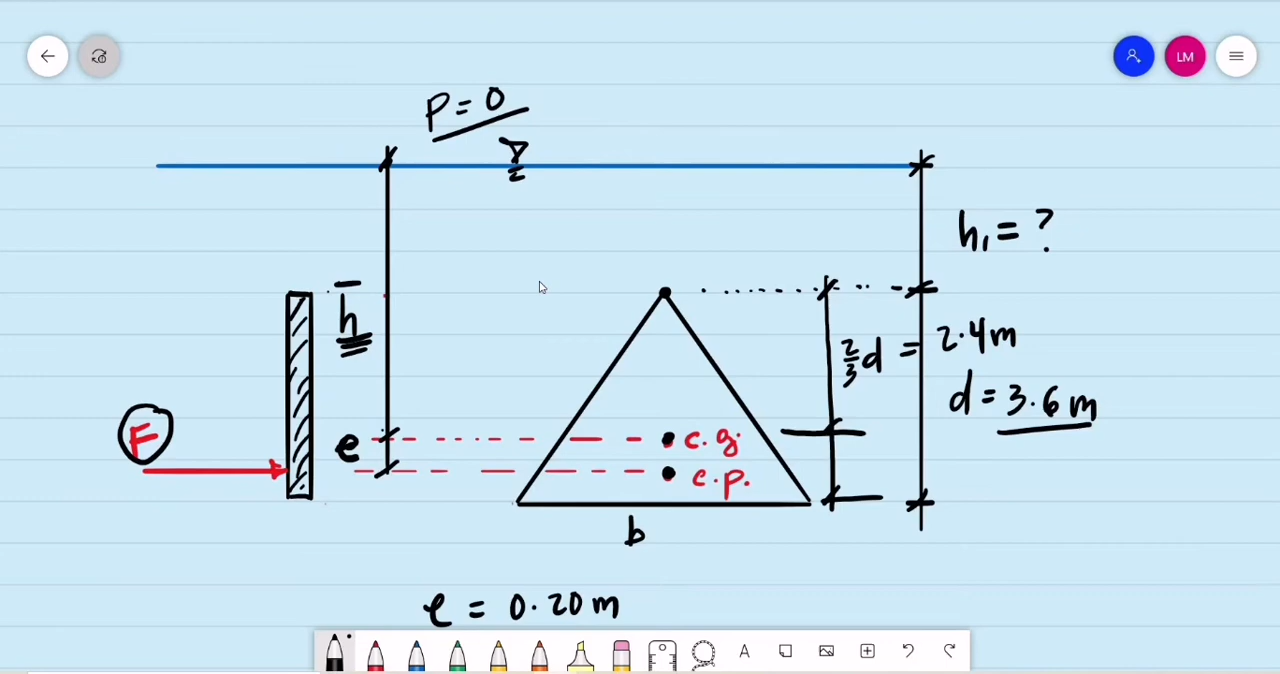 LM
P = 0
h₁ = ?
h̅
2/3 d = 2.4m
d = 3.6 m
F
e
c.g.
c.p.
b
e = 0.20 m
A